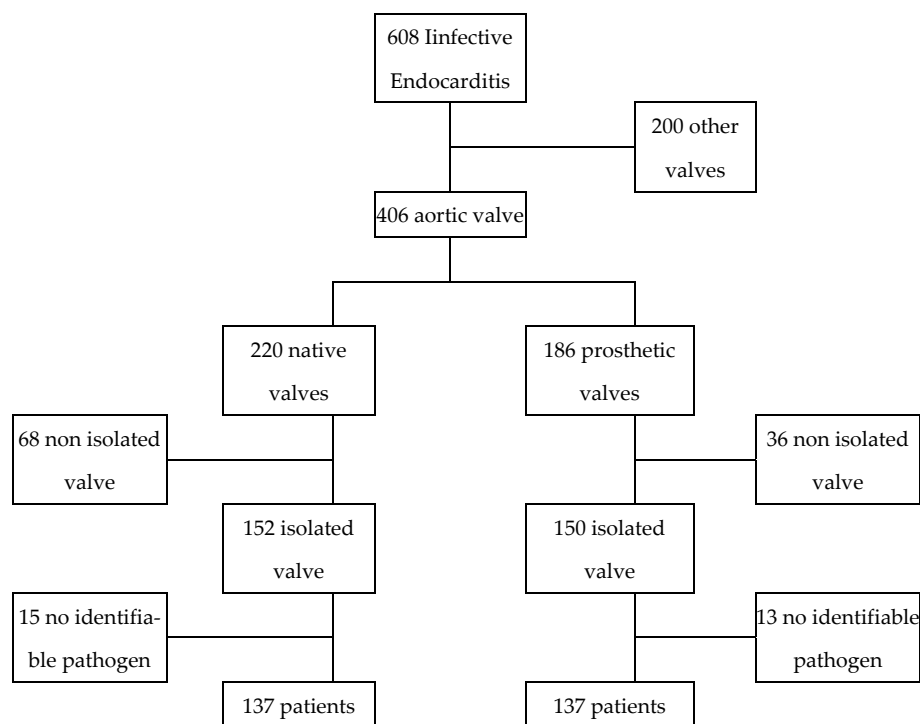 608 Iinfective
Endocarditis
200 other
valves
406 aortic valve
220 native
valves
186 prosthetic
valves
68 non isolated
valve
36 non isolated
valve
152 isolated
valve
150 isolated
valve
15 no identifia-
ble pathogen
13 no identifiable
pathogen
137 patients
137 patients